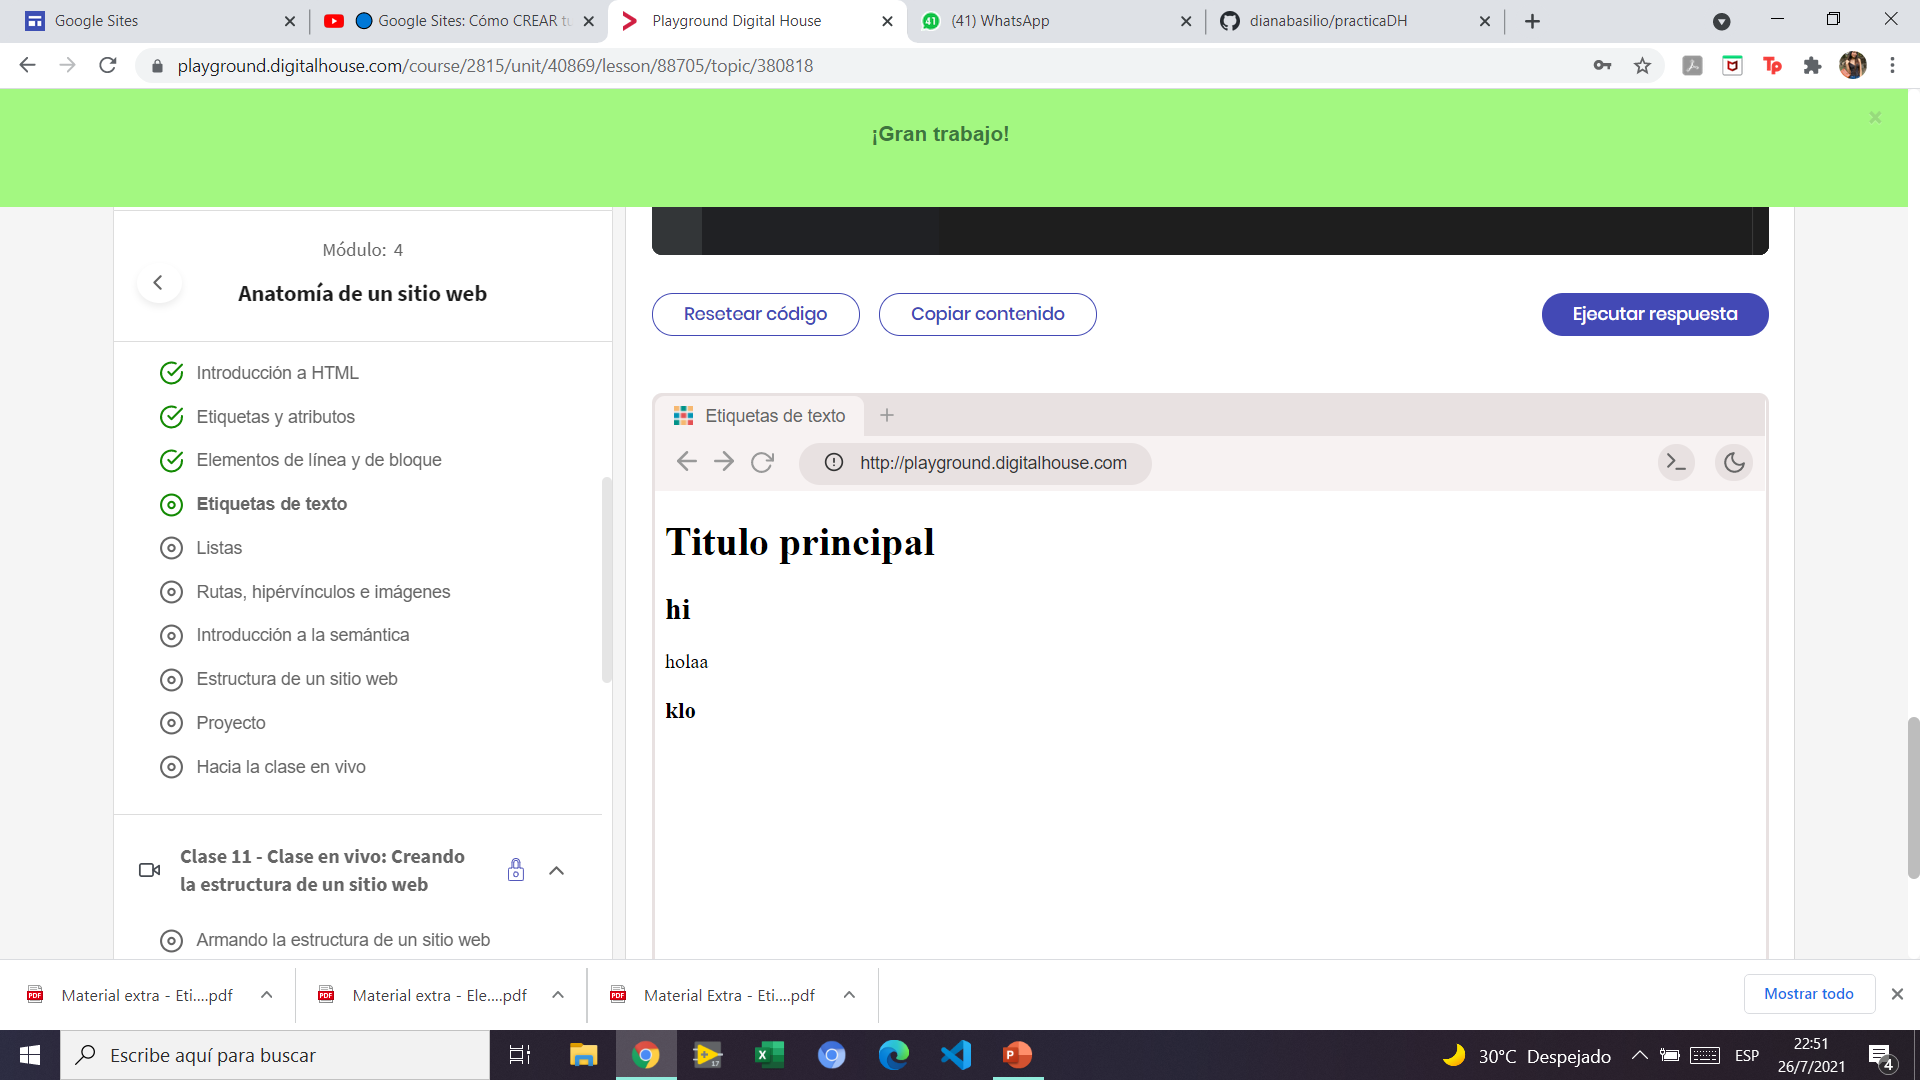 Google Sites
Google Sites: Cómo CREAR tu
Playground Digital House
(41) WhatsApp
dianabasilio/practicaDH
playground.digitalhouse.com/course/2815/unit/40869/lesson/88705/topic/380818
¡Gran trabajo!
Módulo: 4
Anatomía de un sitio web
Introducción a HTML
Etiquetas y atributos
Elementos de línea y de bloque
Etiquetas de texto
Listas
Rutas, hipérvínculos e imágenes
Introducción a la semántica
Estructura de un sitio web
Proyecto
Hacia la clase en vivo
Clase 11 - Clase en vivo: Creando
la estructura de un sitio web
Armando la estructura de un sitio web
Resetear código
Copiar contenido
Ejecutar respuesta
Etiquetas de texto
http://playground.digitalhouse.com
Titulo principal
hi
holaa
klo
Material extra - Eti....pdf
Material extra - Ele....pdf
Material Extra - Eti....pdf
Mostrar todo
Escribe aquí para buscar
30°C Despejado
ESP
22:51
26/7/2021
4